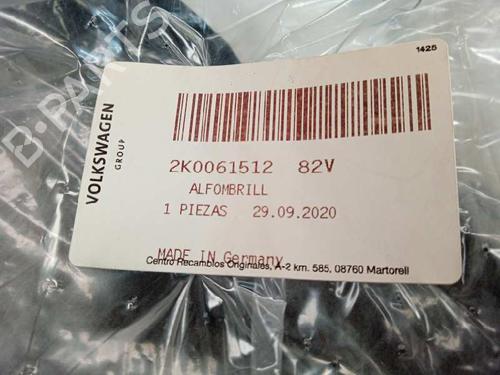 1425
VOLKSWAGEN
GROUP
2K0061512 82V
ALFOMBRILL
1 PIEZAS 29.09.2020
MADE IN Germany
Centro Recambios Originales, A-2 km. 585, 08760 Martorell
B-PARTS